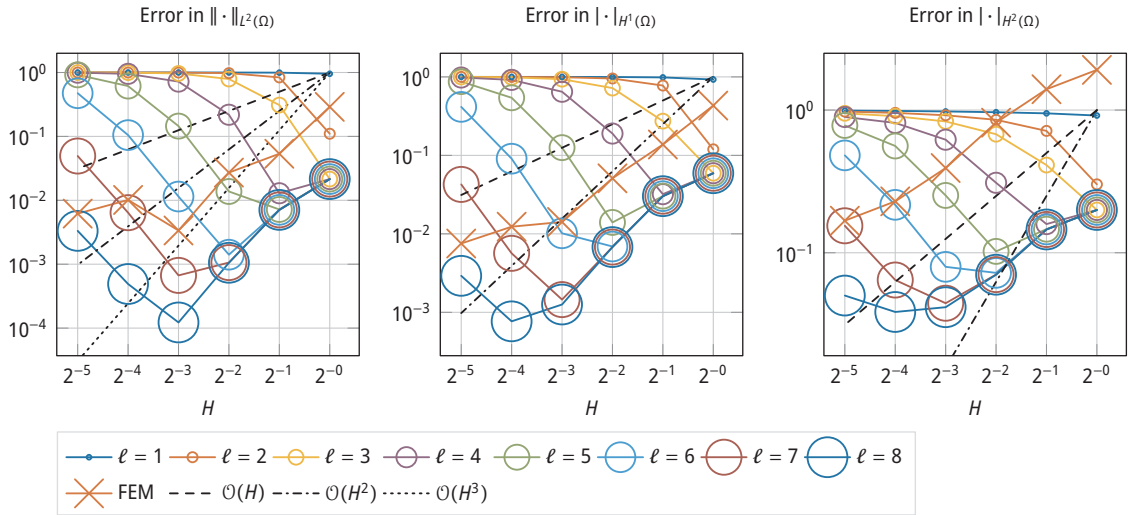 Error in ‖ · ‖_{L²(Ω)}
10⁰
10⁻¹
10⁻²
10⁻³
10⁻⁴
2⁻⁵ 2⁻⁴ 2⁻³ 2⁻² 2⁻¹ 2⁻⁰
H
Error in | · |_{H¹(Ω)}
10⁰
10⁻¹
10⁻²
10⁻³
2⁻⁵ 2⁻⁴ 2⁻³ 2⁻² 2⁻¹ 2⁻⁰
H
Error in | · |_{H²(Ω)}
10⁰
10⁻¹
2⁻⁵ 2⁻⁴ 2⁻³ 2⁻² 2⁻¹ 2⁻⁰
H
ℓ = 1 ℓ = 2 ℓ = 3 ℓ = 4 ℓ = 5 ℓ = 6 ℓ = 7 ℓ = 8
FEM 𝒪(H) 𝒪(H²) 𝒪(H³)